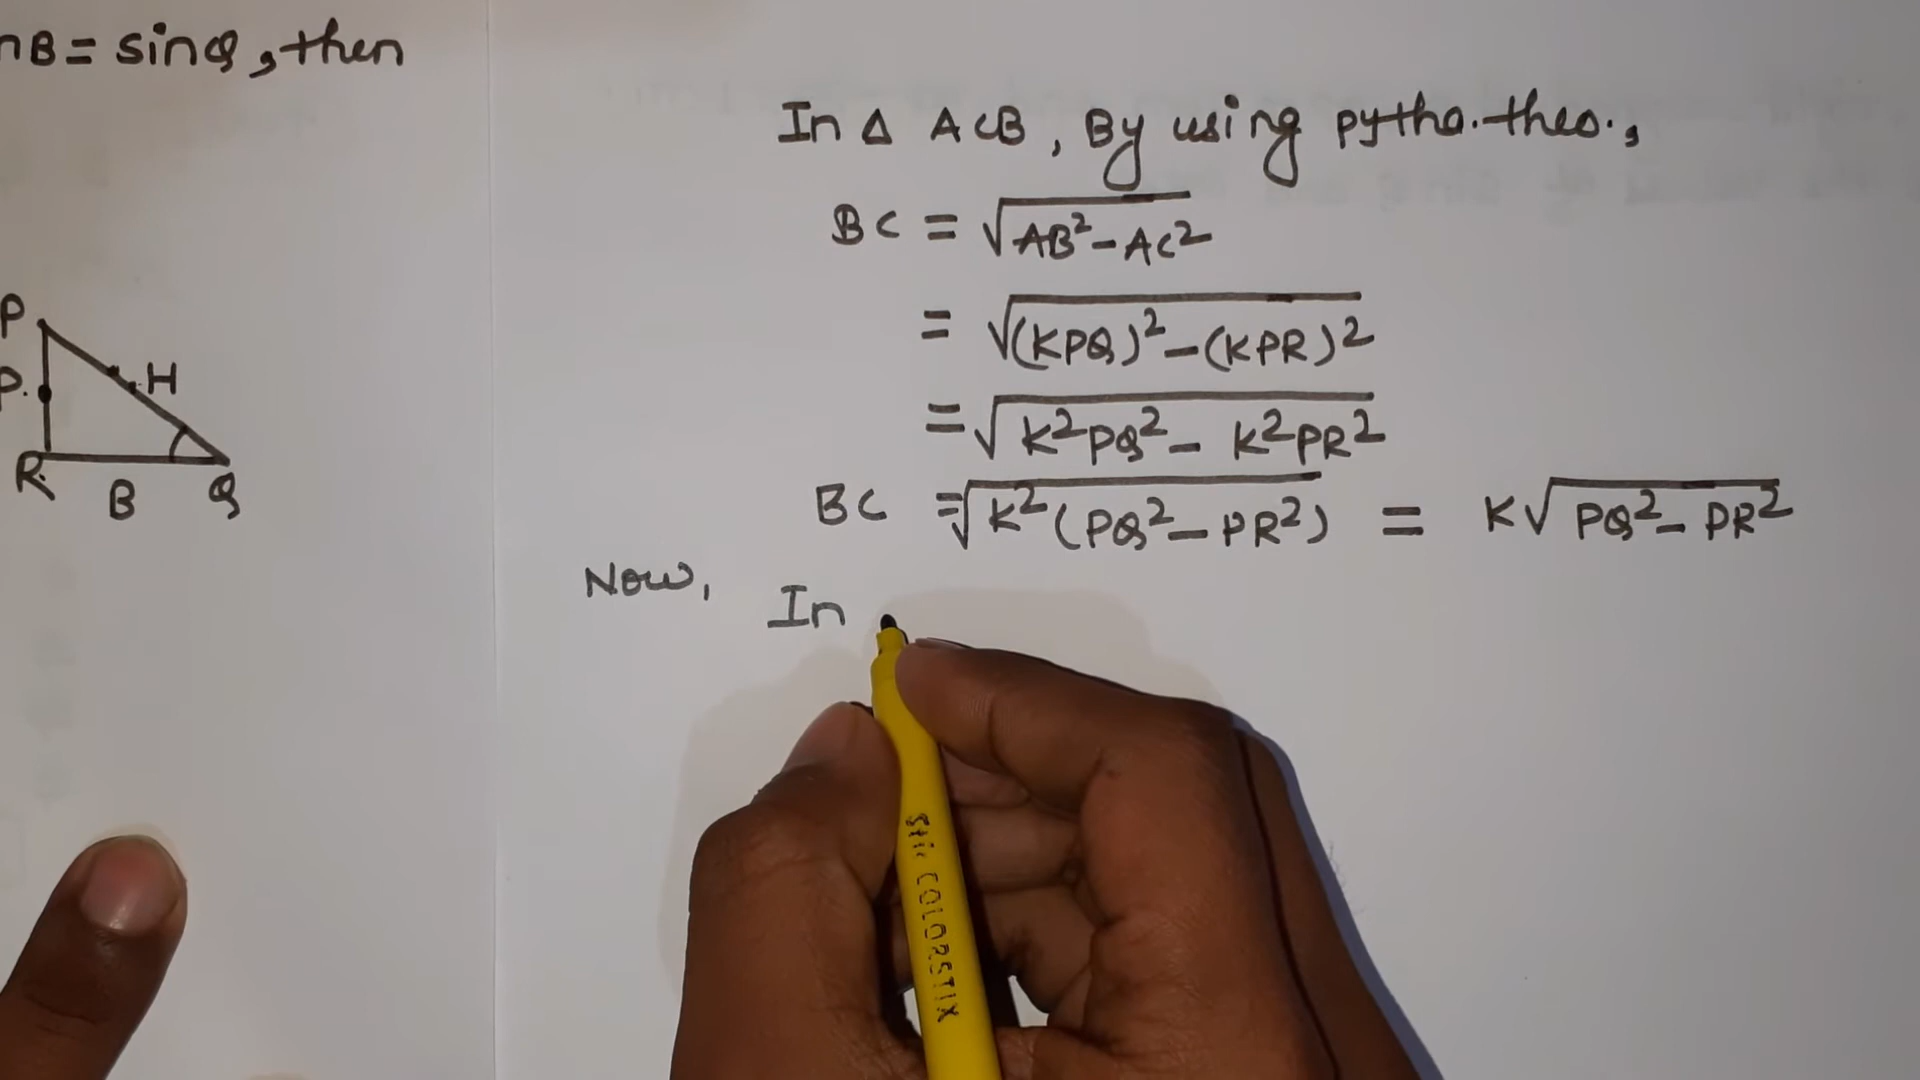 nB = sinQ, then
In Δ ACB, By using pytha. theo.,
BC = √AB²-AC²
= √(KPQ)²-(KPR)²
= √K²PQ² - K²PR²
BC = √K²(PQ²-PR²) = K√PQ²-PR²
Now, In
P
P.
H
R
B
Q
Stic COLORSTIX